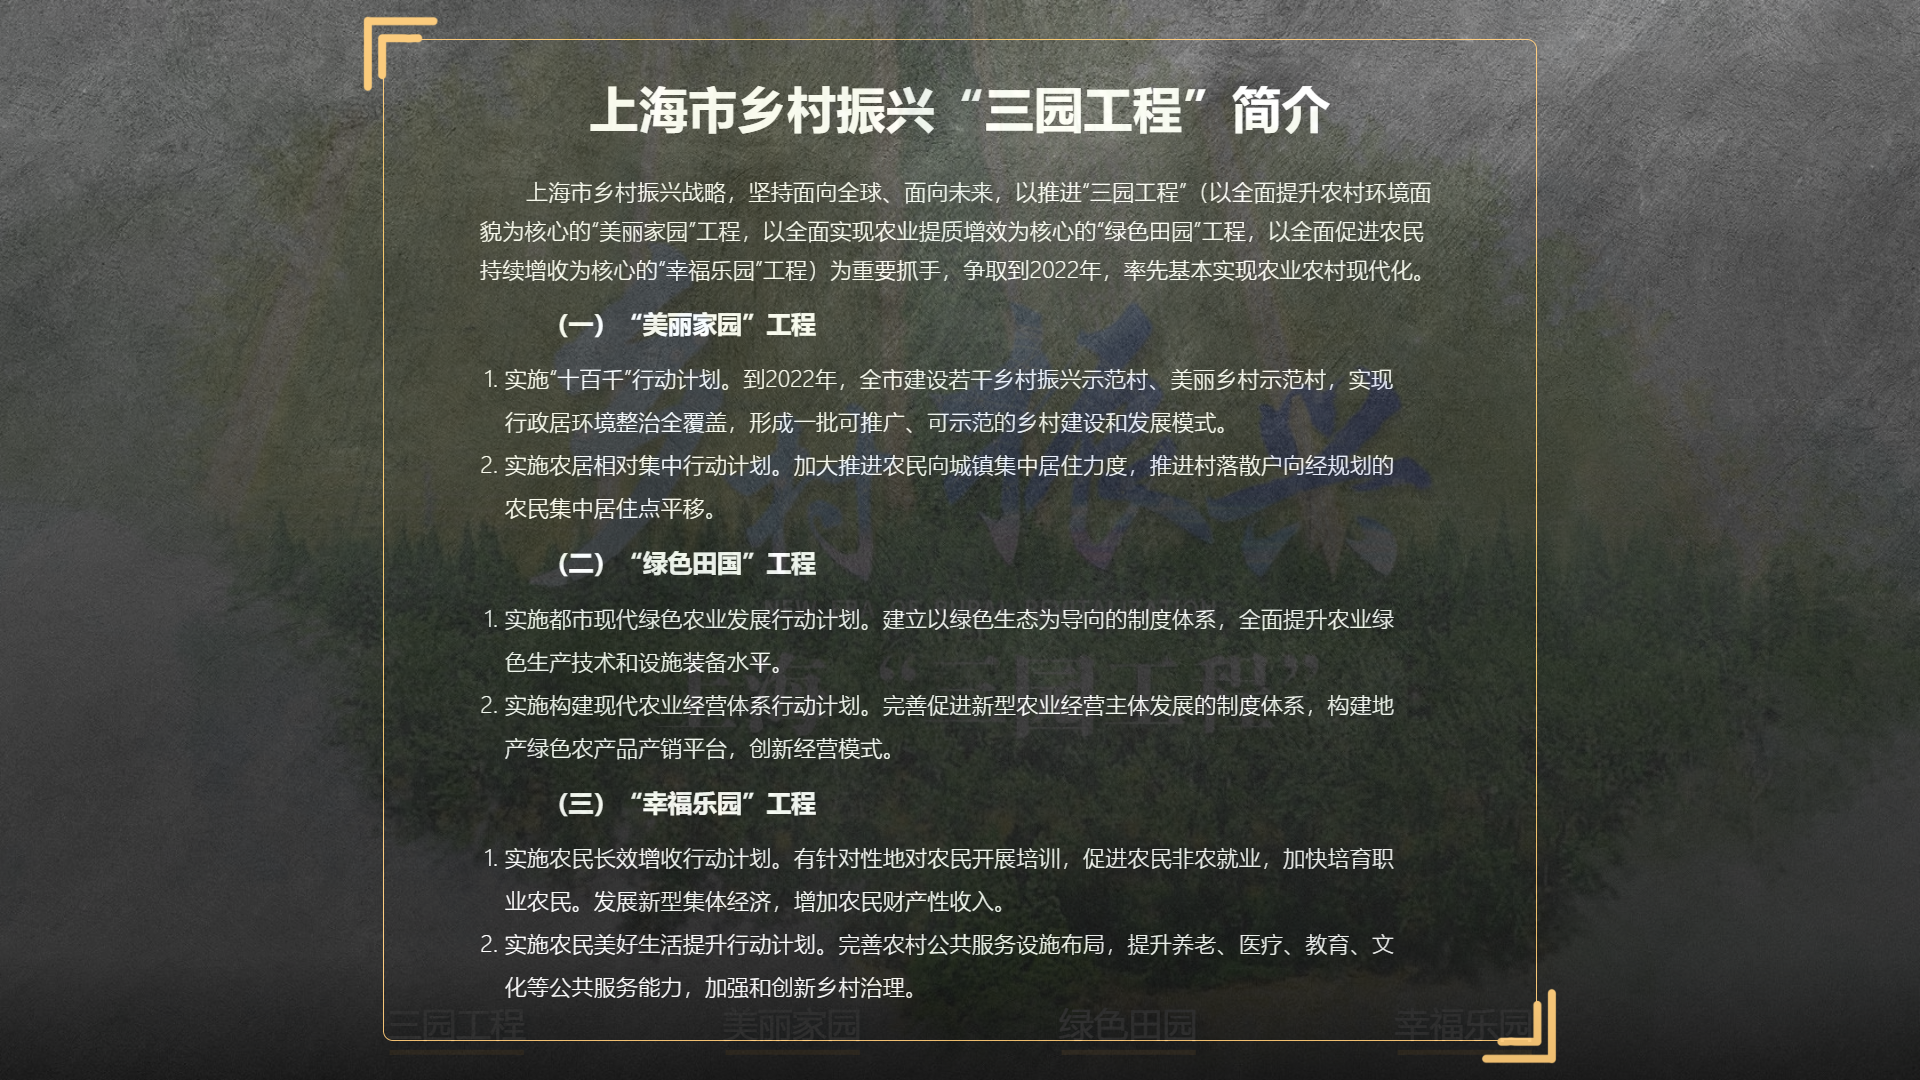 上海市乡村振兴“三园工程”简介
上海市乡村振兴战略，坚持面向全球、面向未来，以推进“三园工程”（以全面提升农村环境面
貌为核心的“美丽家园”工程，以全面实现农业提质增效为核心的“绿色田园”工程，以全面促进农民
持续增收为核心的“幸福乐园”工程）为重要抓手，争取到2022年，率先基本实现农业农村现代化。
（一）“美丽家园”工程
1. 实施“十百千”行动计划。到2022年，全市建设若干乡村振兴示范村、美丽乡村示范村，实现
行政居环境整治全覆盖，形成一批可推广、可示范的乡村建设和发展模式。
2. 实施农居相对集中行动计划。加大推进农民向城镇集中居住力度，推进村落散户向经规划的
农民集中居住点平移。
（二）“绿色田国”工程
1. 实施都市现代绿色农业发展行动计划。建立以绿色生态为导向的制度体系，全面提升农业绿
色生产技术和设施装备水平。
2. 实施构建现代农业经营体系行动计划。完善促进新型农业经营主体发展的制度体系，构建地
产绿色农产品产销平台，创新经营模式。
（三）“幸福乐园”工程
1. 实施农民长效增收行动计划。有针对性地对农民开展培训，促进农民非农就业，加快培育职
业农民。发展新型集体经济，增加农民财产性收入。
2. 实施农民美好生活提升行动计划。完善农村公共服务设施布局，提升养老、医疗、教育、文
化等公共服务能力，加强和创新乡村治理。
三园工程 美丽家园 绿色田园 幸福乐园